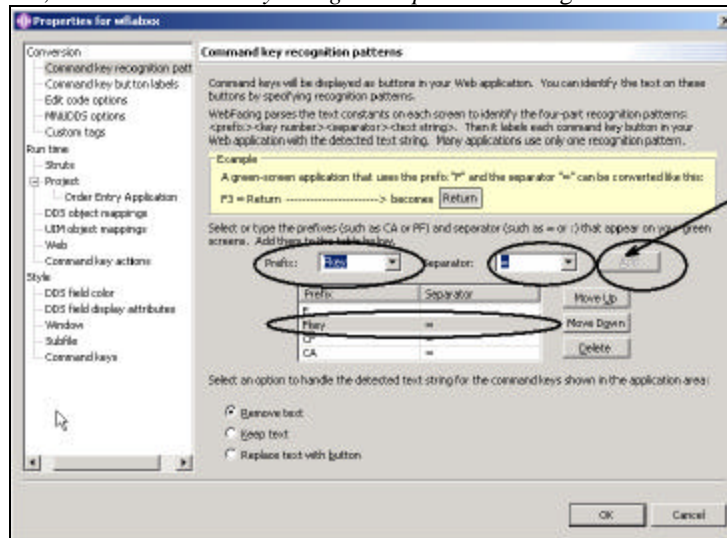 Properties for wflabxx
Conversion
Command key recognition patt
Command key button labels
Edit code options
MNUDDS options
Custom tags
Run time
Struts
Project
Order Entry Application
DDS object mappings
UIM object mappings
Web
Command key actions
Style
DDS field color
DDS field display attributes
Window
Subfile
Command keys
Command key recognition patterns
Command keys will be displayed as buttons in your Web application. You can identify the text on these
buttons by specifying recognition patterns.
WebFacing parses the text constants on each screen to identify the four-part recognition patterns:
<prefix><key number><separator><text string>. Then it labels each command key button in your
Web application with the detected text string. Many applications use only one recognition pattern.
Example
A green-screen application that uses the prefix "F" and the separator "=" can be converted like this:
F3 = Return ------------------------> becomes Return
Select or type the prefixes (such as CA or PF) and separator (such as = or :) that appear on your green
screens. Add them to the table below.
Prefix: Fkey Separator: = Add
Prefix Separator
F
Fkey =
CF =
CA =
Move Up
Move Down
Delete
Select an option to handle the detected text string for the command keys shown in the application area:
Remove text
Keep text
Replace text with button
OK Cancel